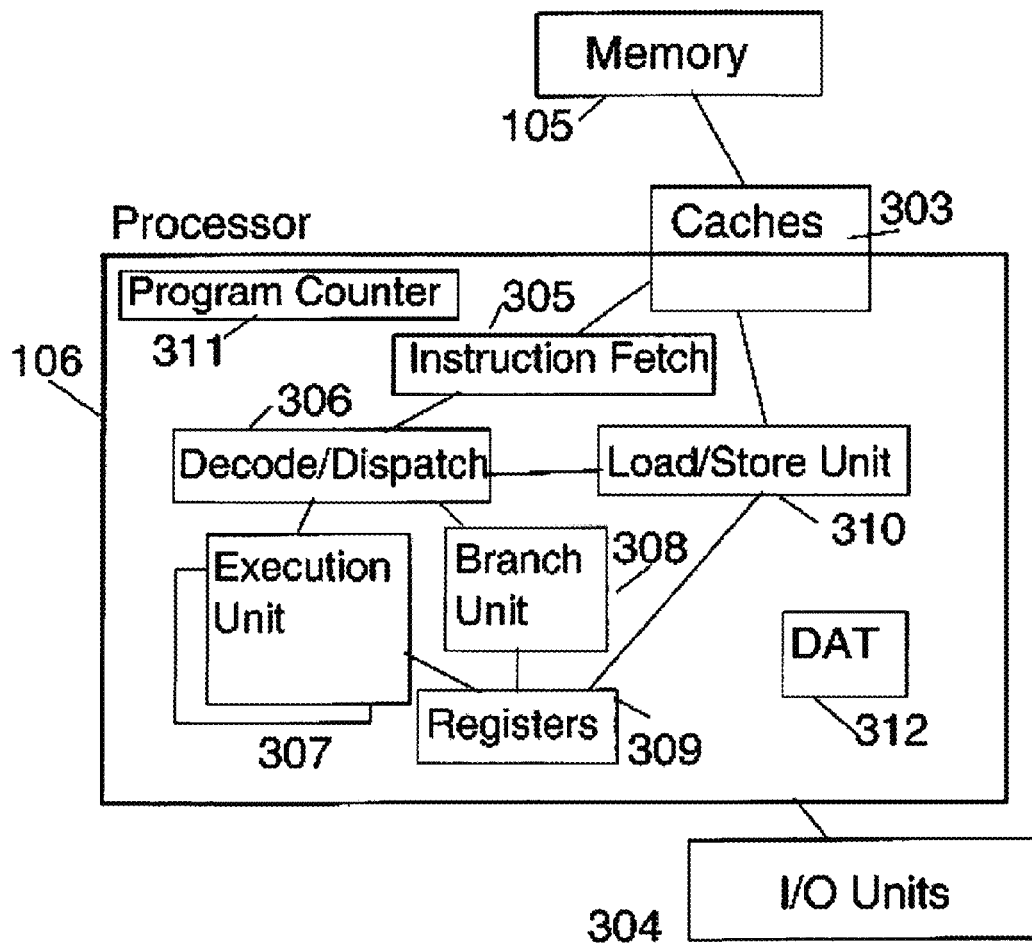 Memory
105
Caches
303
Processor
Program Counter
311
305
Instruction Fetch
106
306
Decode/Dispatch
Load/Store Unit
310
Execution
Unit
307
Branch
Unit
308
Registers
309
DAT
312
I/O Units
304